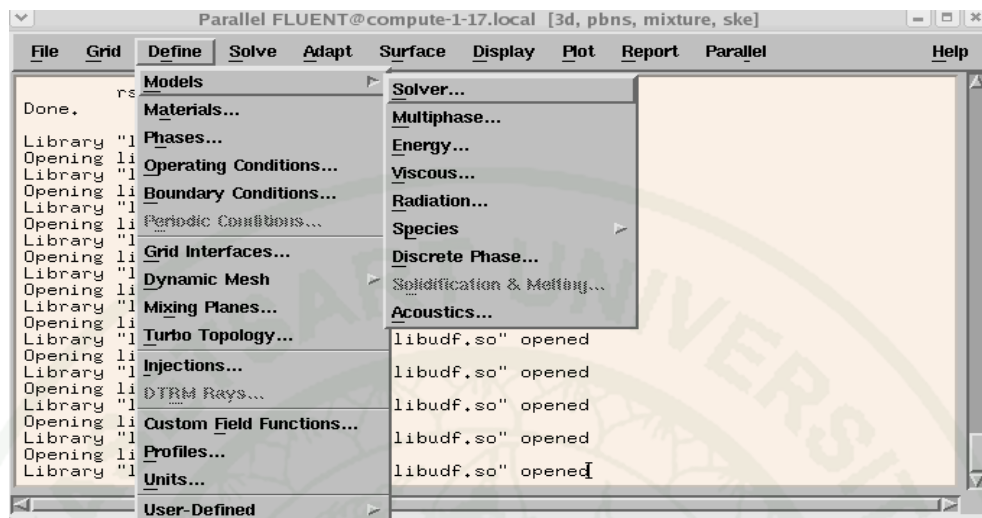 Parallel FLUENT@compute-1-17.local [3d, pbns, mixture, ske]
File Grid Define Solve Adapt Surface Display Plot Report Parallel Help
rs
Done.
Library "l
Opening li
Library "l
Opening li
Library "l
Opening li
Library "l
Opening li
Library "l
Opening li
Library "l
Opening li
Library "l libudf.so" opened
Opening li
Library "l libudf.so" opened
Opening li
Library "l libudf.so" opened
Opening li
Library "l libudf.so" opened
Opening li
Library "l libudf.so" opened
Models
Materials...
Phases...
Operating Conditions...
Boundary Conditions...
Periodic Conditions...
Grid Interfaces...
Dynamic Mesh
Mixing Planes...
Turbo Topology...
Injections...
DTRM Rays...
Custom Field Functions...
Profiles...
Units...
User-Defined
Solver...
Multiphase...
Energy...
Viscous...
Radiation...
Species
Discrete Phase...
Solidification & Melting...
Acoustics...